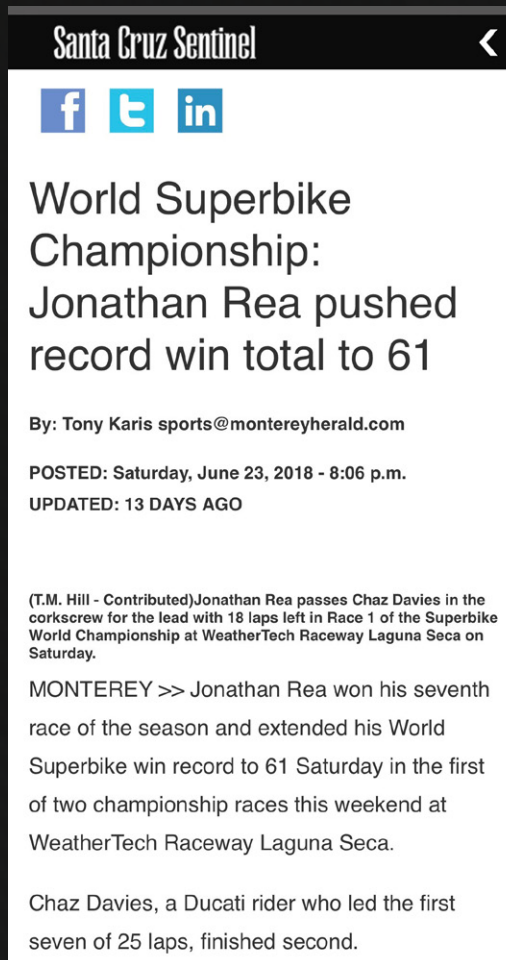 Santa Cruz Sentinel
f t in
World Superbike
Championship:
Jonathan Rea pushed
record win total to 61
By: Tony Karis sports@montereyherald.com
POSTED: Saturday, June 23, 2018 - 8:06 p.m.
UPDATED: 13 DAYS AGO
(T.M. Hill - Contributed)Jonathan Rea passes Chaz Davies in the
corkscrew for the lead with 18 laps left in Race 1 of the Superbike
World Championship at WeatherTech Raceway Laguna Seca on
Saturday.
MONTEREY >> Jonathan Rea won his seventh
race of the season and extended his World
Superbike win record to 61 Saturday in the first
of two championship races this weekend at
WeatherTech Raceway Laguna Seca.
Chaz Davies, a Ducati rider who led the first
seven of 25 laps, finished second.